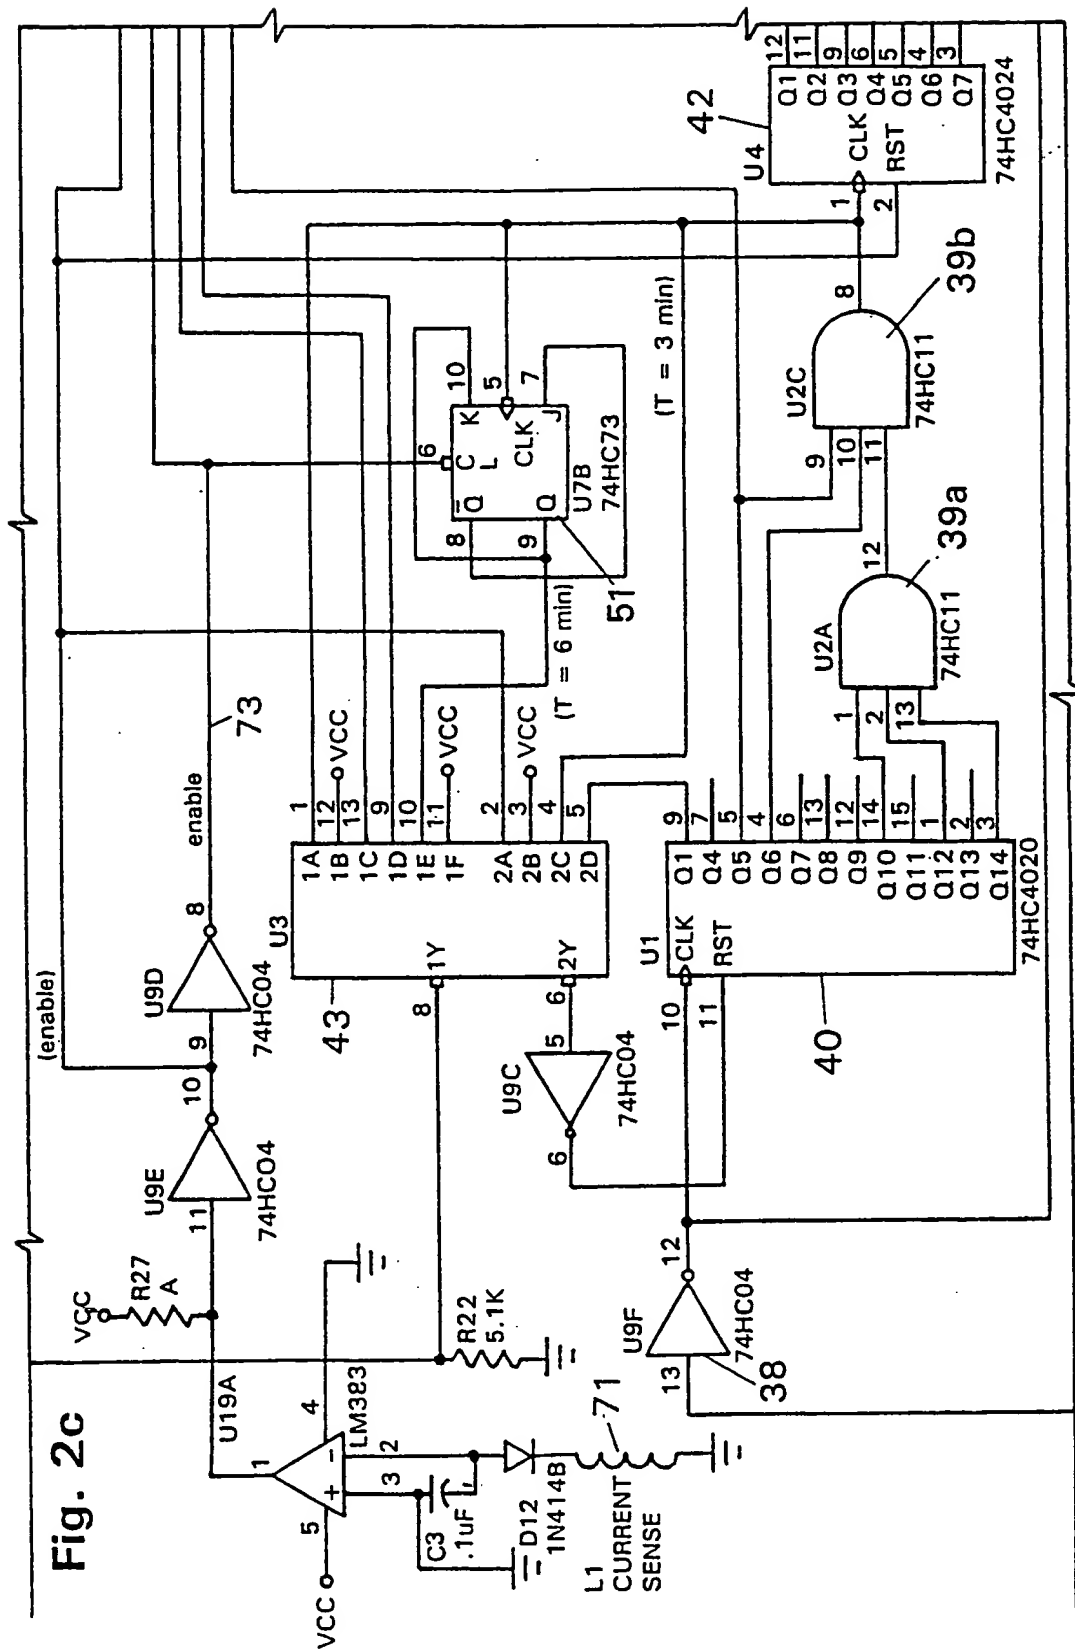 Fig. 2c
VCC
5
4
3
2
1
U19A
LM383
C3
.1uF
D12
1N414B
L1
CURRENT
SENSE
71
VCC
R27
A
R22
5.1K
11
U9E
74HCO4
10
(enable)
9
U9D
74HC04
8
enable
73
U3
43
8
1Y
6
2Y
1A
1B
1C
1D
1E
1F
2A
2B
2C
2D
1
12
13
9
10
11
2
3
4
5
VCC
VCC
VCC
5
U9C
74HC04
6
13
U9F
74HC04
12
38
10
11
U1
CLK
RST
40
74HC4020
Q1
Q4
Q5
Q6
Q7
Q8
Q9
Q10
Q11
Q12
Q13
Q14
9
7
5
4
6
13
12
14
15
1
2
3
(T = 6 min)
(T = 3 min)
51
8
9
Q
Q
C
L
K
CLK
J
6
10
5
7
U7B
74HC73
1
2
13
U2A
74HC11
12
39a
9
10
11
U2C
74HC11
8
39b
1
2
U4
CLK
RST
42
74HC4024
Q1
Q2
Q3
Q4
Q5
Q6
Q7
12
11
9
6
5
4
3